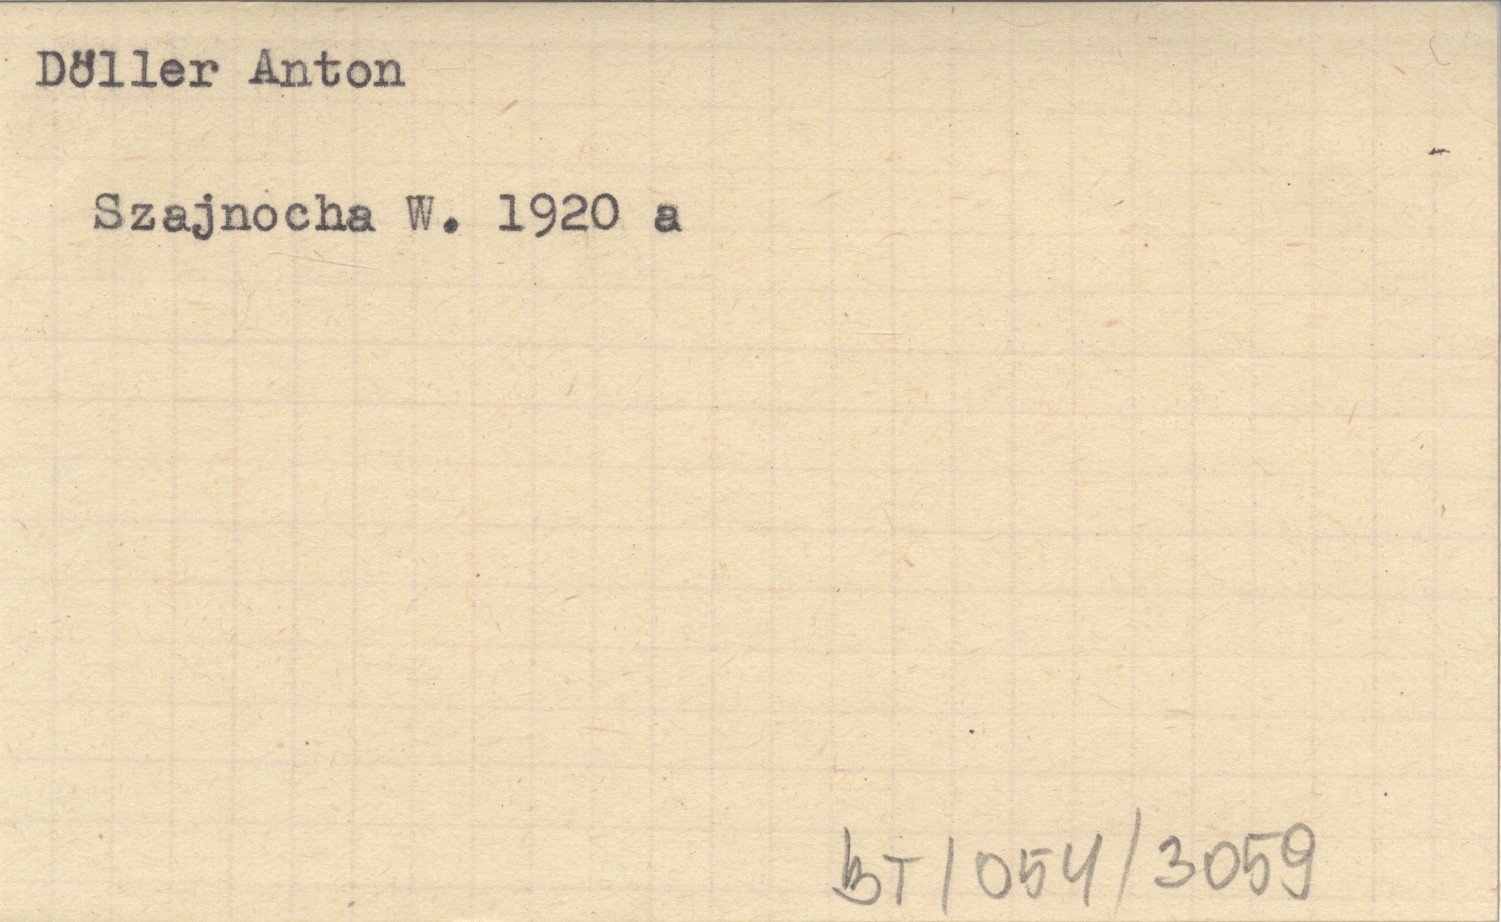 Döller Anton
Szajnocha W. 1920 a
BT/054/3059